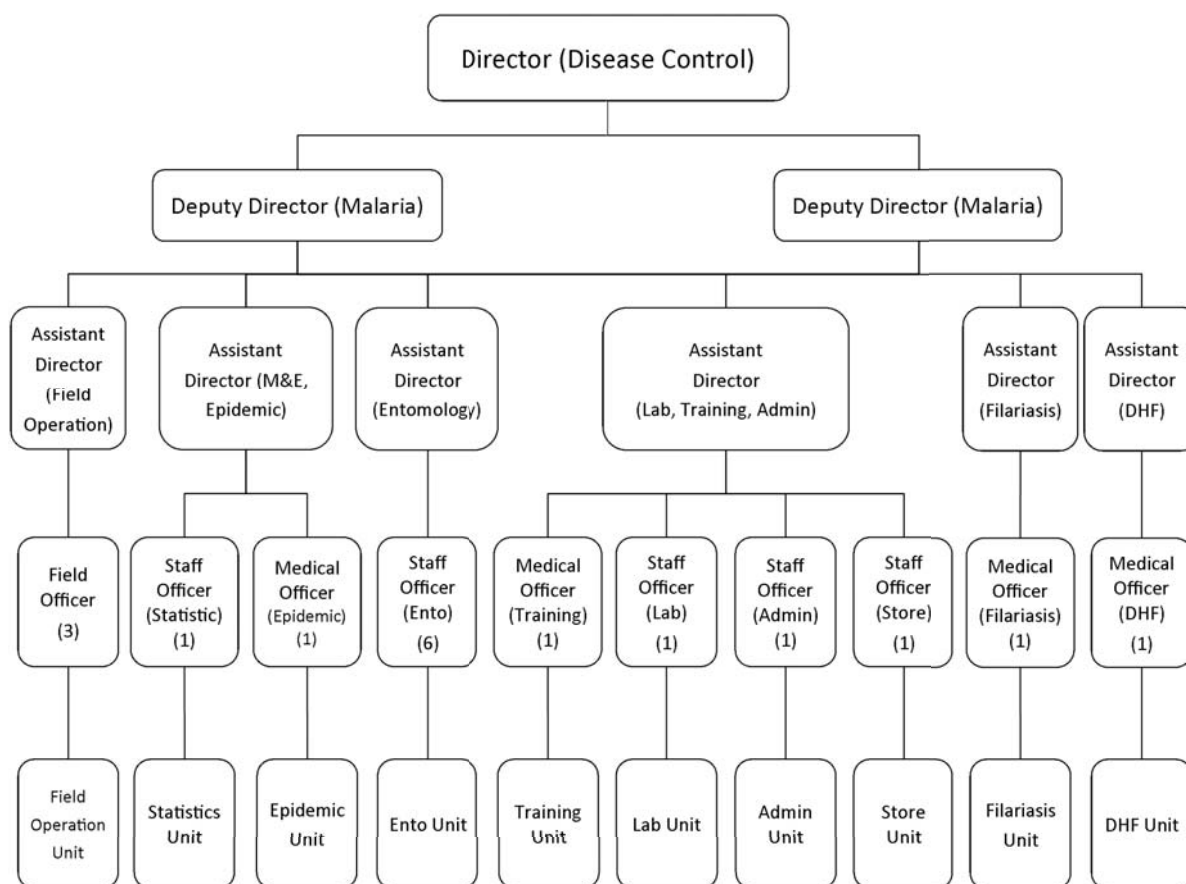 Director (Disease Control)
Deputy Director (Malaria)
Deputy Director (Malaria)
Assistant
Director
(Field
Operation)
Assistant
Director (M&E,
Epidemic)
Assistant
Director
(Entomology)
Assistant
Director
(Lab, Training, Admin)
Assistant
Director
(Filariasis)
Assistant
Director
(DHF)
Field
Officer
(3)
Staff
Officer
(Statistic)
(1)
Medical
Officer
(Epidemic)
(1)
Staff
Officer
(Ento)
(6)
Medical
Officer
(Training)
(1)
Staff
Officer
(Lab)
(1)
Staff
Officer
(Admin)
(1)
Staff
Officer
(Store)
(1)
Medical
Officer
(Filariasis)
(1)
Medical
Officer
(DHF)
(1)
Field
Operation
Unit
Statistics
Unit
Epidemic
Unit
Ento Unit
Training
Unit
Lab Unit
Admin
Unit
Store
Unit
Filariasis
Unit
DHF Unit